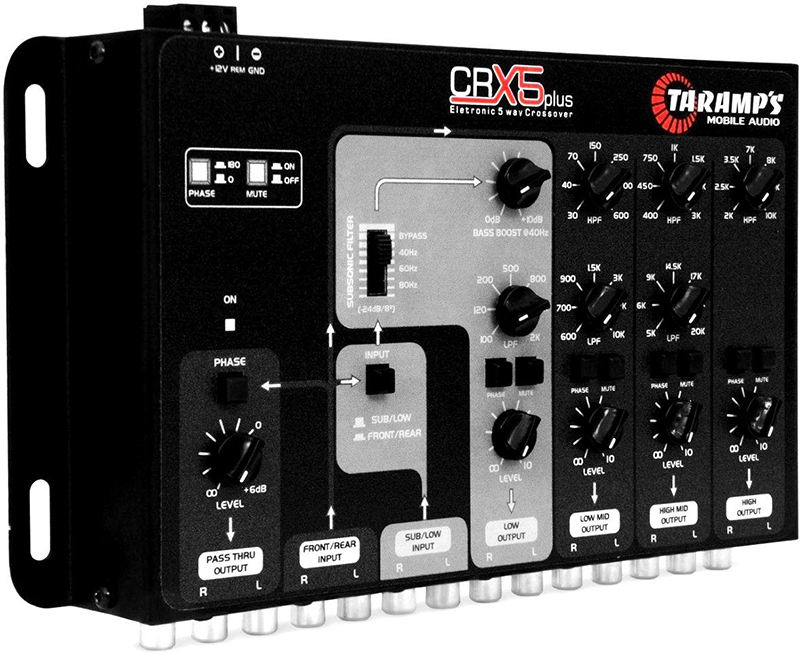 +12V REM GND
CRX5plus
Eletronic 5 way Crossover
TARAMP'S
MOBILE AUDIO
180
0
PHASE
ON
OFF
MUTE
SUBSONIC FILTER
BYPASS
40Hz
60Hz
80Hz
(-24dB/8ª)
0dB +10dB
BASS BOOST @40Hz
30 40 70 150 250 600
HPF
400 450 750 1K 1.5K 3K
HPF
2K 2.5K 3.5K 7K 8K 10K
HPF
100 120 200 500 800 2K
LPF
600 700 900 1.5K 3K 10K
LPF
5K 6K 9K 14.5K 17K 20K
LPF
ON
PHASE
0
∞ +6dB
LEVEL
INPUT
SUB/LOW
FRONT/REAR
PHASE MUTE
∞ 10
LEVEL
PHASE MUTE
∞ 10
LEVEL
PHASE MUTE
∞ 10
LEVEL
PHASE MUTE
∞ 10
LEVEL
PASS THRU
OUTPUT
R L
FRONT/REAR
INPUT
R L
SUB/LOW
INPUT
R L
LOW
OUTPUT
R L
LOW MID
OUTPUT
R L
HIGH MID
OUTPUT
R L
HIGH
OUTPUT
R L